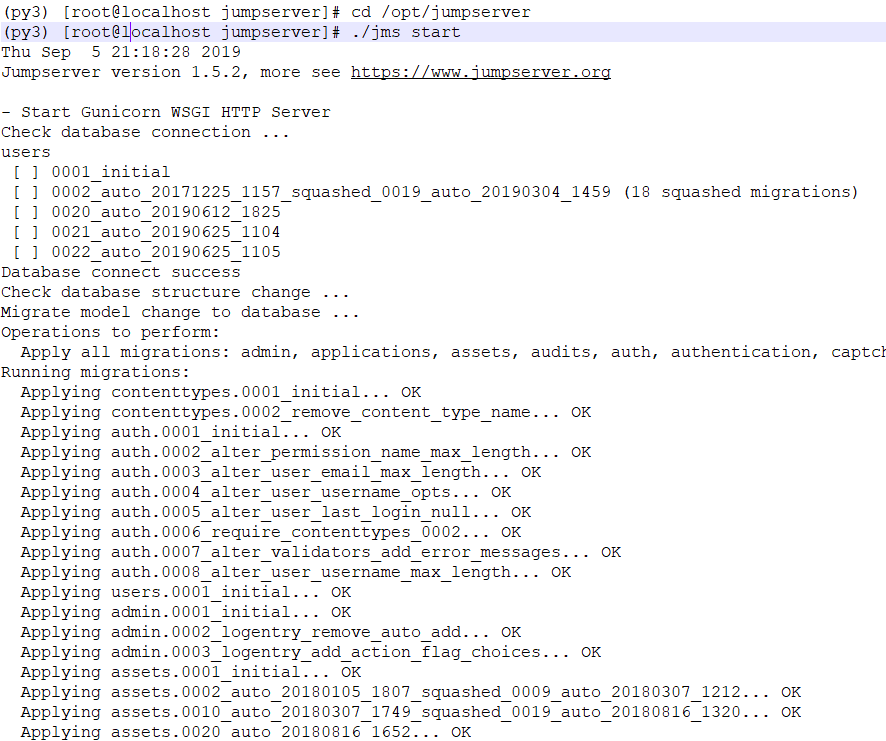 (py3) [root@localhost jumpserver]# cd /opt/jumpserver
(py3) [root@localhost jumpserver]# ./jms start
Thu Sep  5 21:18:28 2019
Jumpserver version 1.5.2, more see https://www.jumpserver.org

- Start Gunicorn WSGI HTTP Server
Check database connection ...
users
 [ ] 0001_initial
 [ ] 0002_auto_20171225_1157_squashed_0019_auto_20190304_1459 (18 squashed migrations)
 [ ] 0020_auto_20190612_1825
 [ ] 0021_auto_20190625_1104
 [ ] 0022_auto_20190625_1105
Database connect success
Check database structure change ...
Migrate model change to database ...
Operations to perform:
  Apply all migrations: admin, applications, assets, audits, auth, authentication, captch
Running migrations:
  Applying contenttypes.0001_initial... OK
  Applying contenttypes.0002_remove_content_type_name... OK
  Applying auth.0001_initial... OK
  Applying auth.0002_alter_permission_name_max_length... OK
  Applying auth.0003_alter_user_email_max_length... OK
  Applying auth.0004_alter_user_username_opts... OK
  Applying auth.0005_alter_user_last_login_null... OK
  Applying auth.0006_require_contenttypes_0002... OK
  Applying auth.0007_alter_validators_add_error_messages... OK
  Applying auth.0008_alter_user_username_max_length... OK
  Applying users.0001_initial... OK
  Applying admin.0001_initial... OK
  Applying admin.0002_logentry_remove_auto_add... OK
  Applying admin.0003_logentry_add_action_flag_choices... OK
  Applying assets.0001_initial... OK
  Applying assets.0002_auto_20180105_1807_squashed_0009_auto_20180307_1212... OK
  Applying assets.0010_auto_20180307_1749_squashed_0019_auto_20180816_1320... OK
  Applying assets.0020_auto_20180816_1652... OK